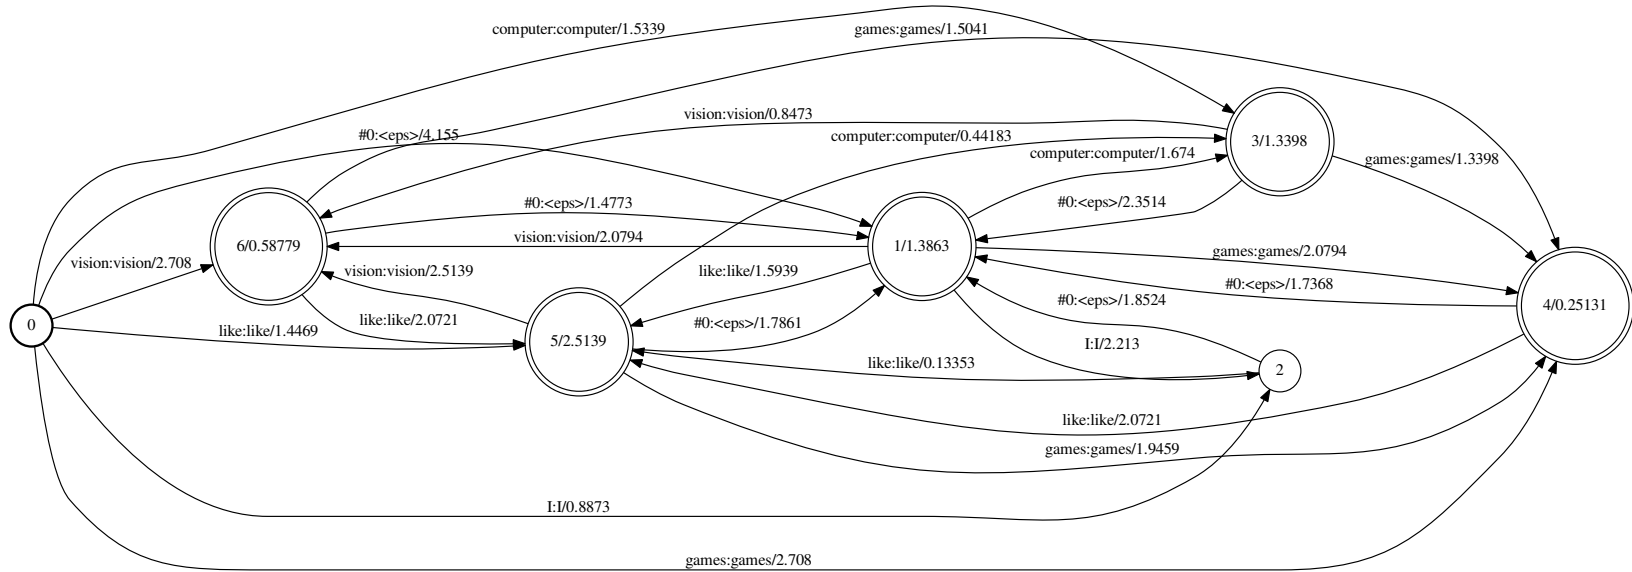 computer:computer/1.5339
games:games/1.5041
vision:vision/0.8473
#0:<eps>/4.155
computer:computer/0.44183
3/1.3398
computer:computer/1.674
games:games/1.3398
#0:<eps>/1.4773
#0:<eps>/2.3514
vision:vision/2.0794
6/0.58779
1/1.3863
games:games/2.0794
vision:vision/2.708
vision:vision/2.5139
like:like/1.5939
#0:<eps>/1.7368
#0:<eps>/1.8524
4/0.25131
0
like:like/1.4469
like:like/2.0721
#0:<eps>/1.7861
5/2.5139
I:I/2.213
like:like/0.13353
2
like:like/2.0721
games:games/1.9459
I:I/0.8873
games:games/2.708